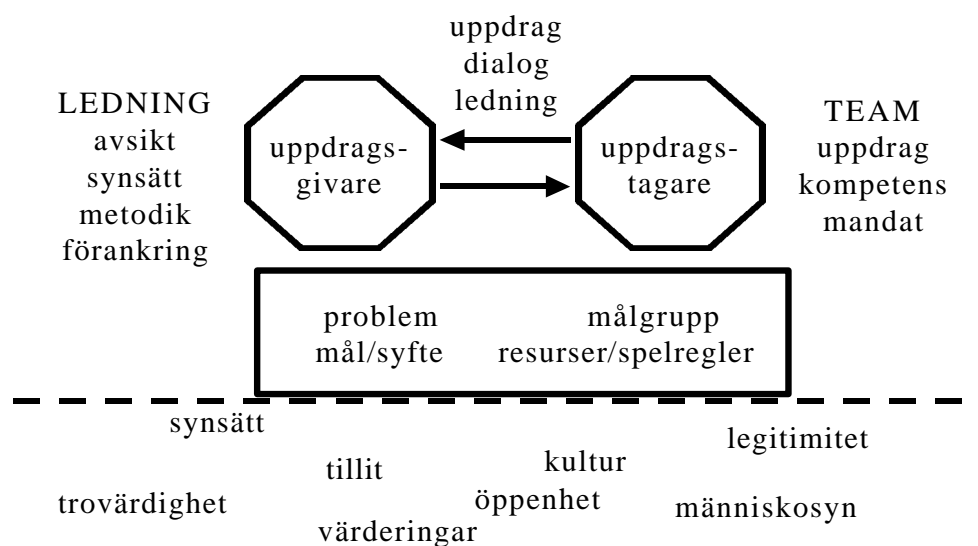 uppdrag
dialog
ledning
LEDNING
avsikt
synsätt
metodik
förankring
uppdrags-
givare
uppdrags-
tagare
TEAM
uppdrag
kompetens
mandat
problem
mål/syfte
målgrupp
resurser/spelregler
synsätt
legitimitet
tillit
kultur
trovärdighet
öppenhet
människosyn
värderingar